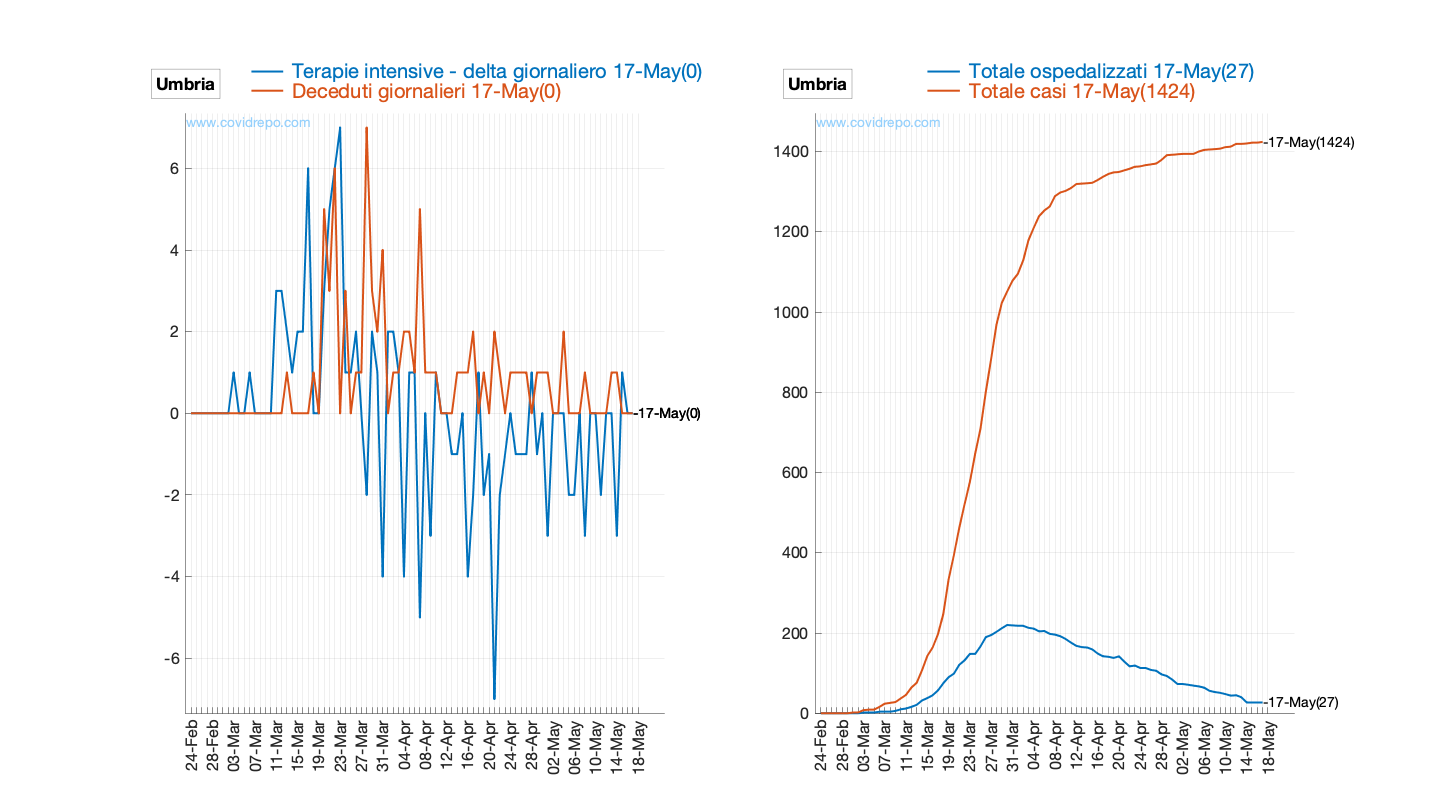 Umbria
Terapie intensive - delta giornaliero 17-May(0)
Deceduti giornalieri 17-May(0)
www.covidrepo.com
6
4
2
0
-2
-4
-6
-17-May(0)
24-Feb
28-Feb
03-Mar
07-Mar
11-Mar
15-Mar
19-Mar
23-Mar
27-Mar
31-Mar
04-Apr
08-Apr
12-Apr
16-Apr
20-Apr
24-Apr
28-Apr
02-May
06-May
10-May
14-May
18-May
Umbria
Totale ospedalizzati 17-May(27)
Totale casi 17-May(1424)
www.covidrepo.com
1400
1200
1000
800
600
400
200
0
-17-May(1424)
-17-May(27)
24-Feb
28-Feb
03-Mar
07-Mar
11-Mar
15-Mar
19-Mar
23-Mar
27-Mar
31-Mar
04-Apr
08-Apr
12-Apr
16-Apr
20-Apr
24-Apr
28-Apr
02-May
06-May
10-May
14-May
18-May